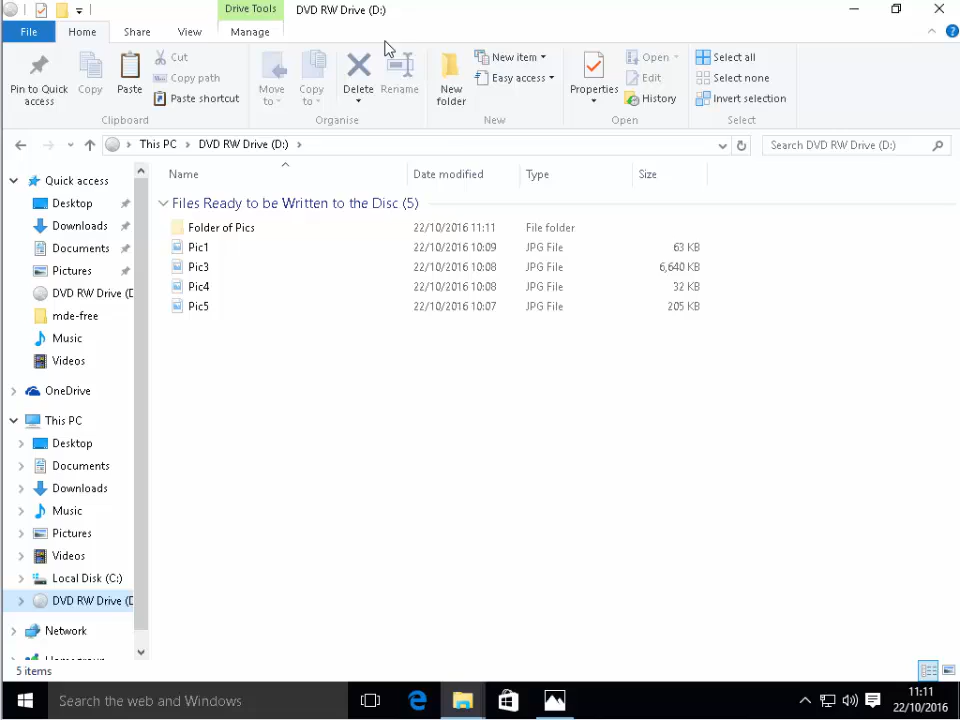 Drive Tools
DVD RW Drive (D:)
File
Home
Share
View
Manage
Pin to Quick access
Copy
Paste
Cut
Copy path
Paste shortcut
Clipboard
Move to
Copy to
Delete
Rename
Organise
New folder
New item
Easy access
New
Properties
Open
Edit
History
Open
Select all
Select none
Invert selection
Select
This PC
DVD RW Drive (D:)
Search DVD RW Drive (D:)
Name
Date modified
Type
Size
Files Ready to be Written to the Disc (5)
Folder of Pics 22/10/2016 11:11 File folder
Pic1 22/10/2016 10:09 JPG File 63 KB
Pic3 22/10/2016 10:08 JPG File 6,640 KB
Pic4 22/10/2016 10:08 JPG File 32 KB
Pic5 22/10/2016 10:07 JPG File 205 KB
Quick access
Desktop
Downloads
Documents
Pictures
DVD RW Drive (D
mde-free
Music
Videos
OneDrive
This PC
Desktop
Documents
Downloads
Music
Pictures
Videos
Local Disk (C:)
DVD RW Drive (D
Network
5 items
Search the web and Windows
11:11
22/10/2016